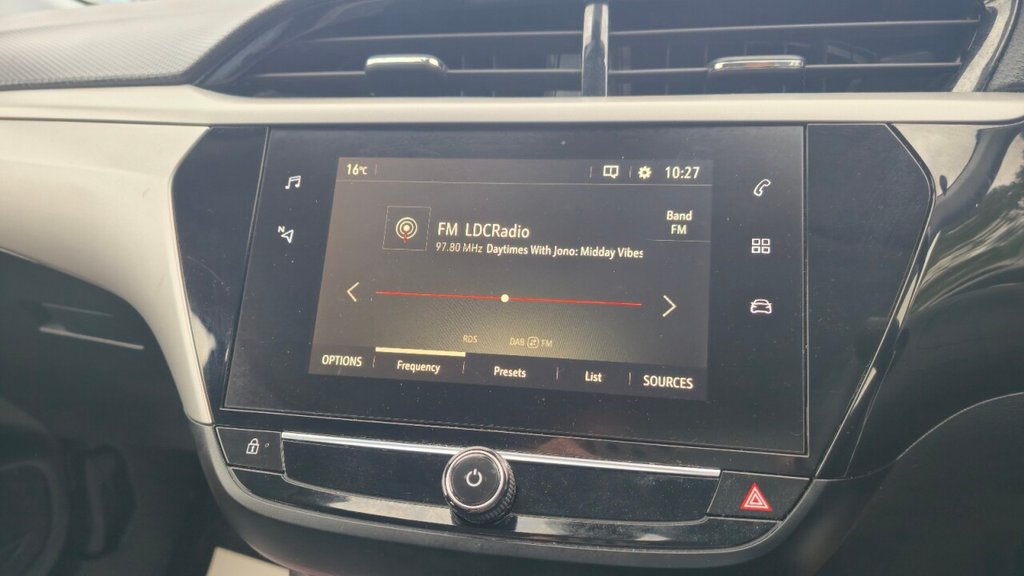 16°C
10:27
FM LDCRadio
Band
FM
97.80 MHz Daytimes With Jono: Midday Vibes
N
RDS
DAB FM
OPTIONS Frequency Presets List SOURCES